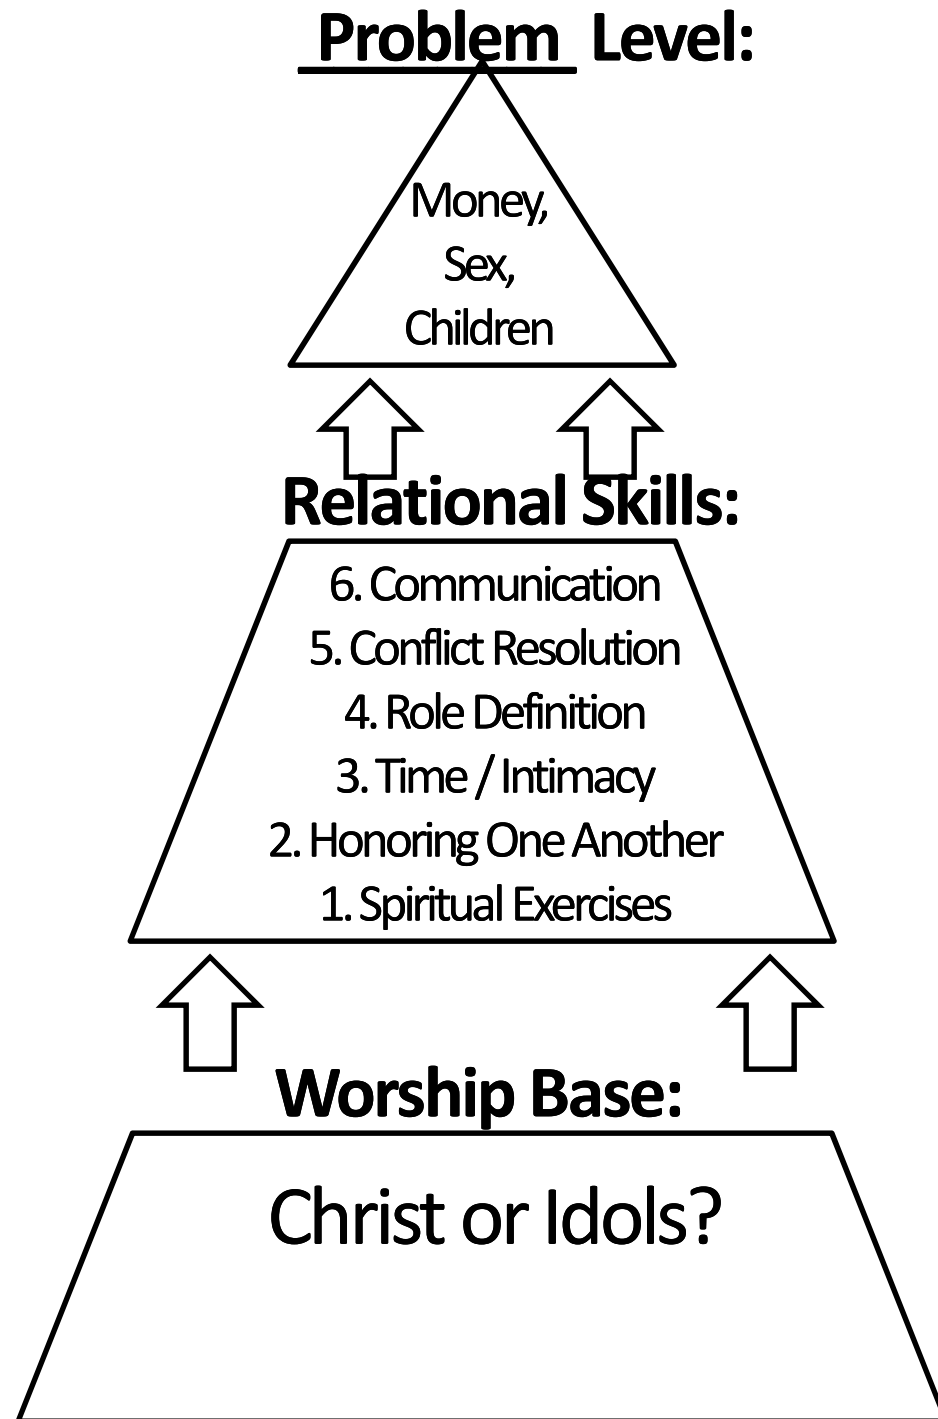 Problem Level:
Money,
Sex,
Children
Relational Skills:
6. Communication
5. Conflict Resolution
4. Role Definition
3. Time / Intimacy
2. Honoring One Another
1. Spiritual Exercises
Worship Base:
Christ or Idols?